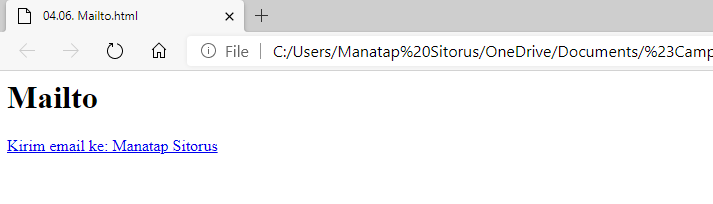 04.06. Mailto.html
File C:/Users/Manatap%20Sitorus/OneDrive/Documents/%23Camp
Mailto
Kirim email ke: Manatap Sitorus